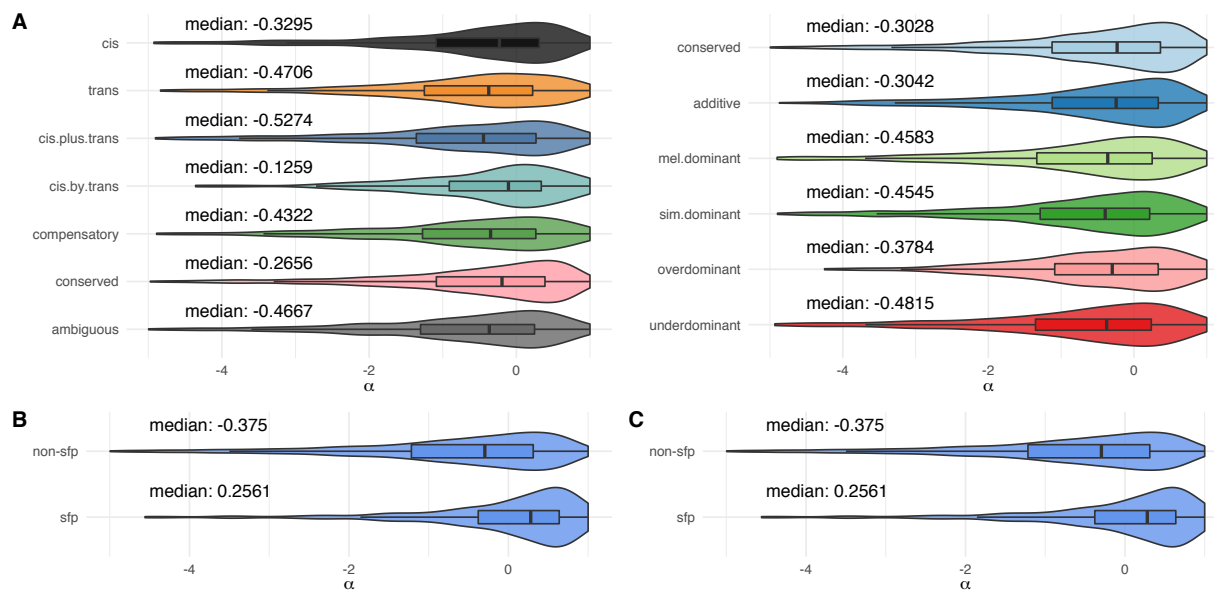 A
median: -0.3295
cis
median: -0.4706
trans
median: -0.5274
cis.plus.trans
median: -0.1259
cis.by.trans
median: -0.4322
compensatory
median: -0.2656
conserved
median: -0.4667
ambiguous
-4 -2 0
α
median: -0.3028
conserved
median: -0.3042
additive
median: -0.4583
mel.dominant
median: -0.4545
sim.dominant
median: -0.3784
overdominant
median: -0.4815
underdominant
-4 -2 0
α
B
median: -0.375
non-sfp
median: 0.2561
sfp
-4 -2 0
α
C
median: -0.375
non-sfp
median: 0.2561
sfp
-4 -2 0
α